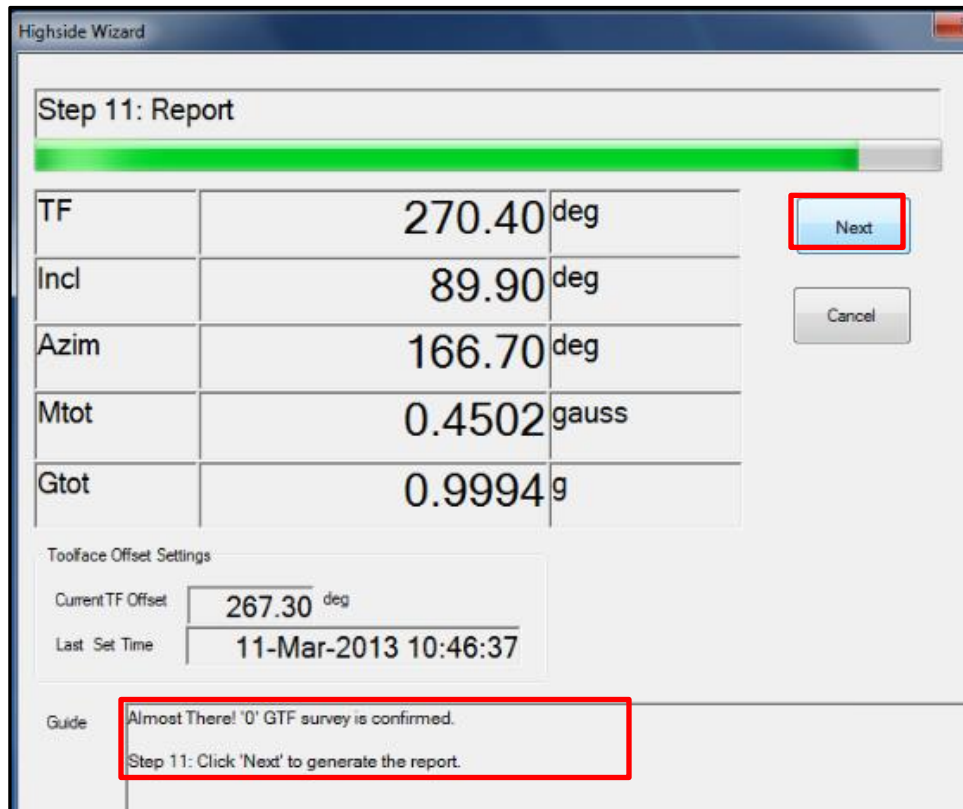 Highside Wizard
Step 11: Report
TF 270.40 deg
Next
Incl 89.90 deg
Cancel
Azim 166.70 deg
Mtot 0.4502 gauss
Gtot 0.9994 g
Toolface Offset Settings
Current TF Offset 267.30 deg
Last Set Time 11-Mar-2013 10:46:37
Guide
Almost There! '0' GTF survey is confirmed.
Step 11: Click 'Next' to generate the report.